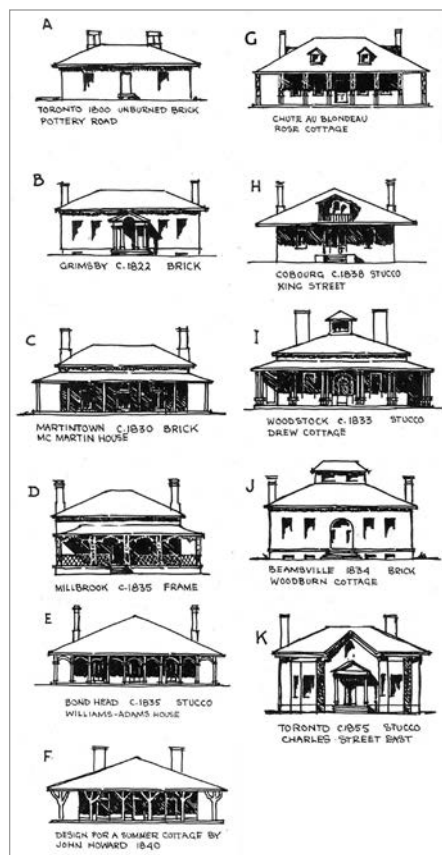 A
TORONTO 1800 UNBURNED BRICK
POTTERY ROAD
B
GRIMSBY C.1822 BRICK
C
MARTINTOWN C.1830 BRICK
MC MARTIN HOUSE
D
MILLBROOK C.1835 FRAME
E
BOND HEAD C.1835 STUCCO
WILLIAMS-ADAMS HOUSE
F
DESIGN FOR A SUMMER COTTAGE BY
JOHN HOWARD 1840
G
CHUTE AU BLONDEAU
ROSE COTTAGE
H
COBOURG C.1838 STUCCO
KING STREET
I
WOODSTOCK C.1833 STUCCO
DREW COTTAGE
J
BEAMSVILLE 1834 BRICK
WOODBURN COTTAGE
K
TORONTO C1855 STUCCO
CHARLES STREET EAST